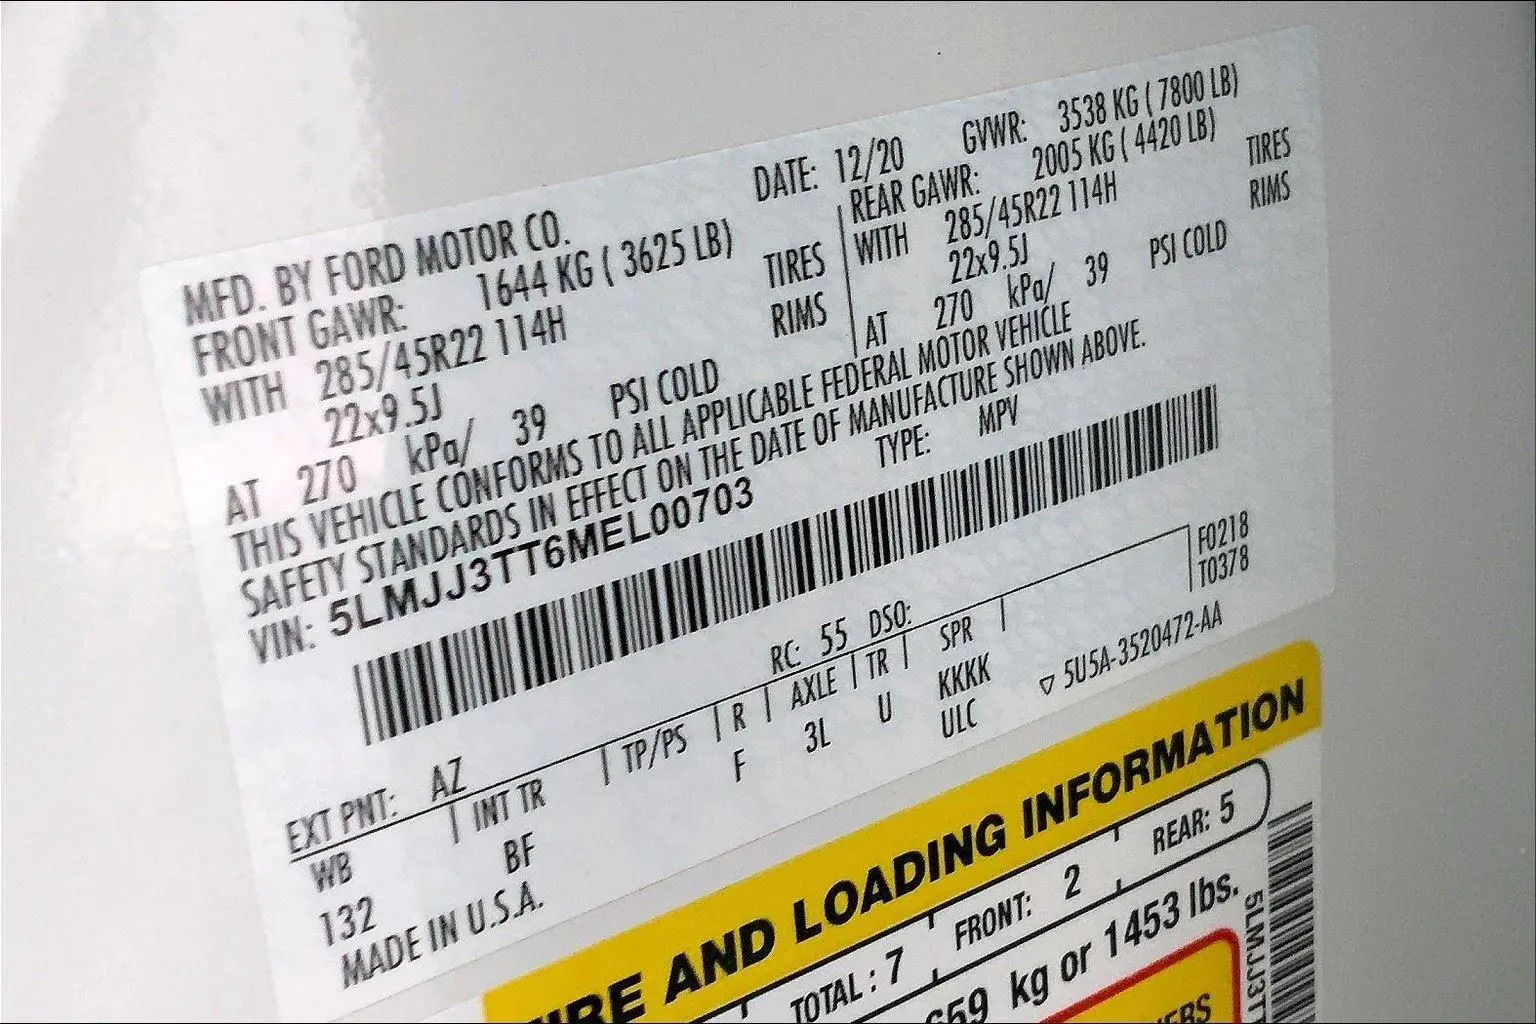 MFD. BY FORD MOTOR CO.
DATE: 12/20
GVWR: 3538 KG ( 7800 LB)
FRONT GAWR: 1644 KG ( 3625 LB)
WITH 285/45R22 114H TIRES
22x9.5J RIMS
AT 270 kPa/ 39 PSI COLD
REAR GAWR: 2005 KG ( 4420 LB)
WITH 285/45R22 114H TIRES
22x9.5J RIMS
AT 270 kPa/ 39 PSI COLD
THIS VEHICLE CONFORMS TO ALL APPLICABLE FEDERAL MOTOR VEHICLE
SAFETY STANDARDS IN EFFECT ON THE DATE OF MANUFACTURE SHOWN ABOVE.
VIN: 5LMJJ3TT6MEL00703
TYPE: MPV
F0218
T0378
EXT PNT: AZ RC: 55 DSO:
WB INT TR TP/PS R AXLE TR SPR
132 BF F 3L U KKKK
ULC
MADE IN U.S.A.
▽ 5U5A-3520472-AA
AND LOADING INFORMATION
TOTAL : 7 FRONT: 2 REAR: 5
kg or 1453 lbs.
5LMJJ3T